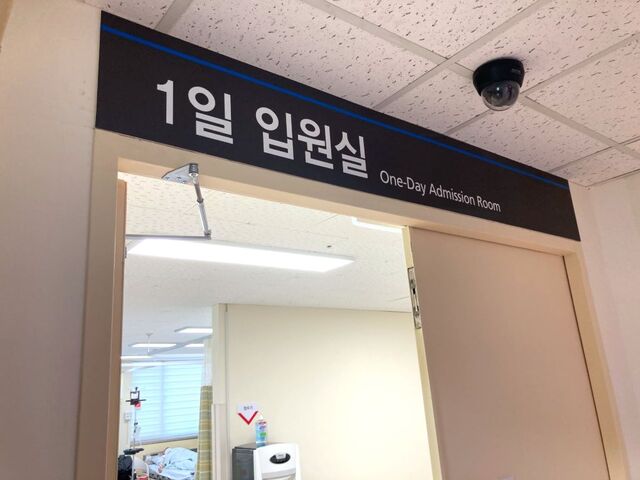 1일 입원실 One-Day Admission Room